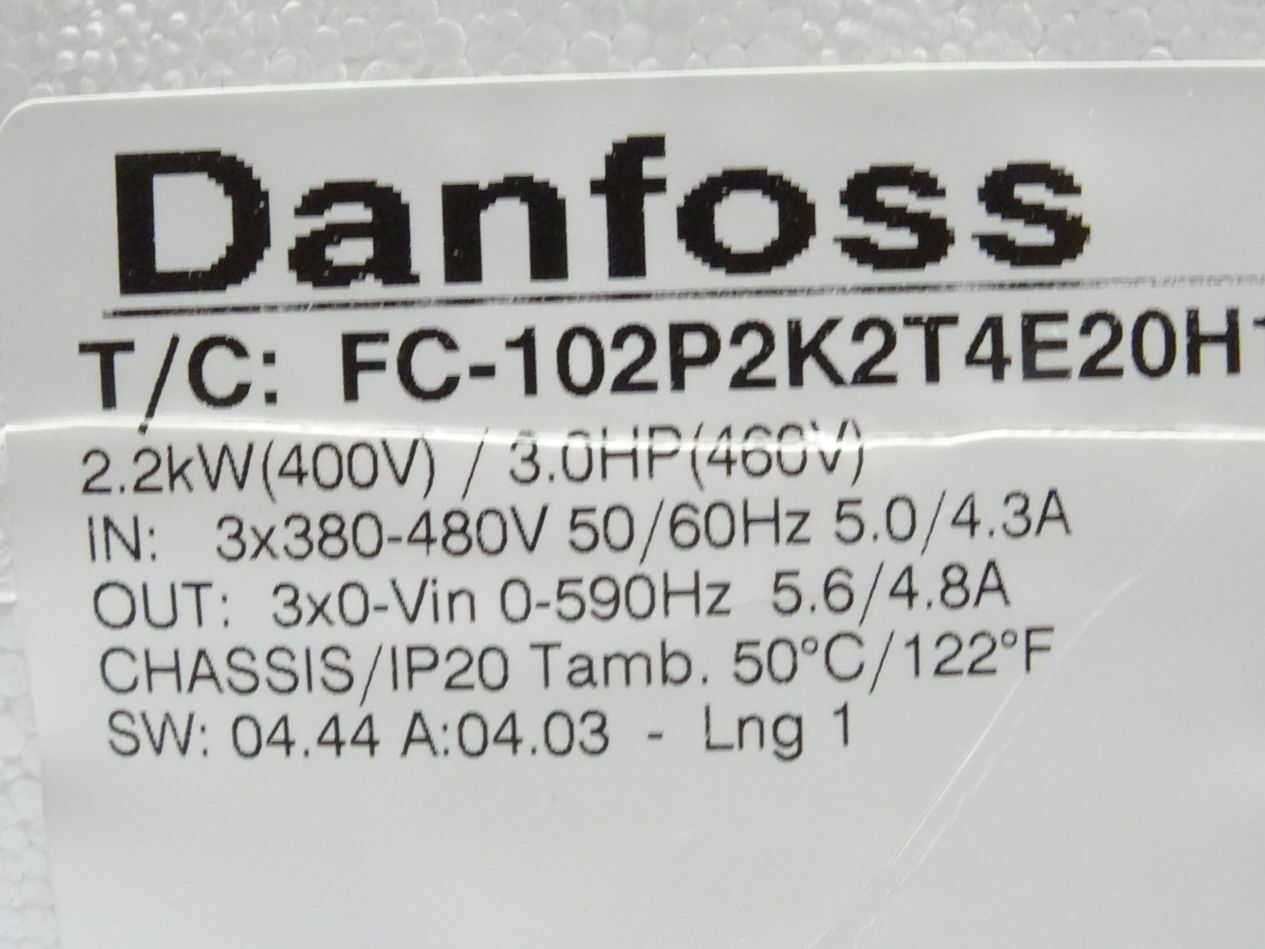 Danfoss
T/C: FC-102P2K2T4E20H1
2.2kW(400V) / 3.0HP(460V)
IN: 3x380-480V 50/60Hz 5.0/4.3A
OUT: 3x0-Vin 0-590Hz 5.6/4.8A
CHASSIS/IP20 Tamb. 50°C/122°F
SW: 04.44 A:04.03 - Lng 1